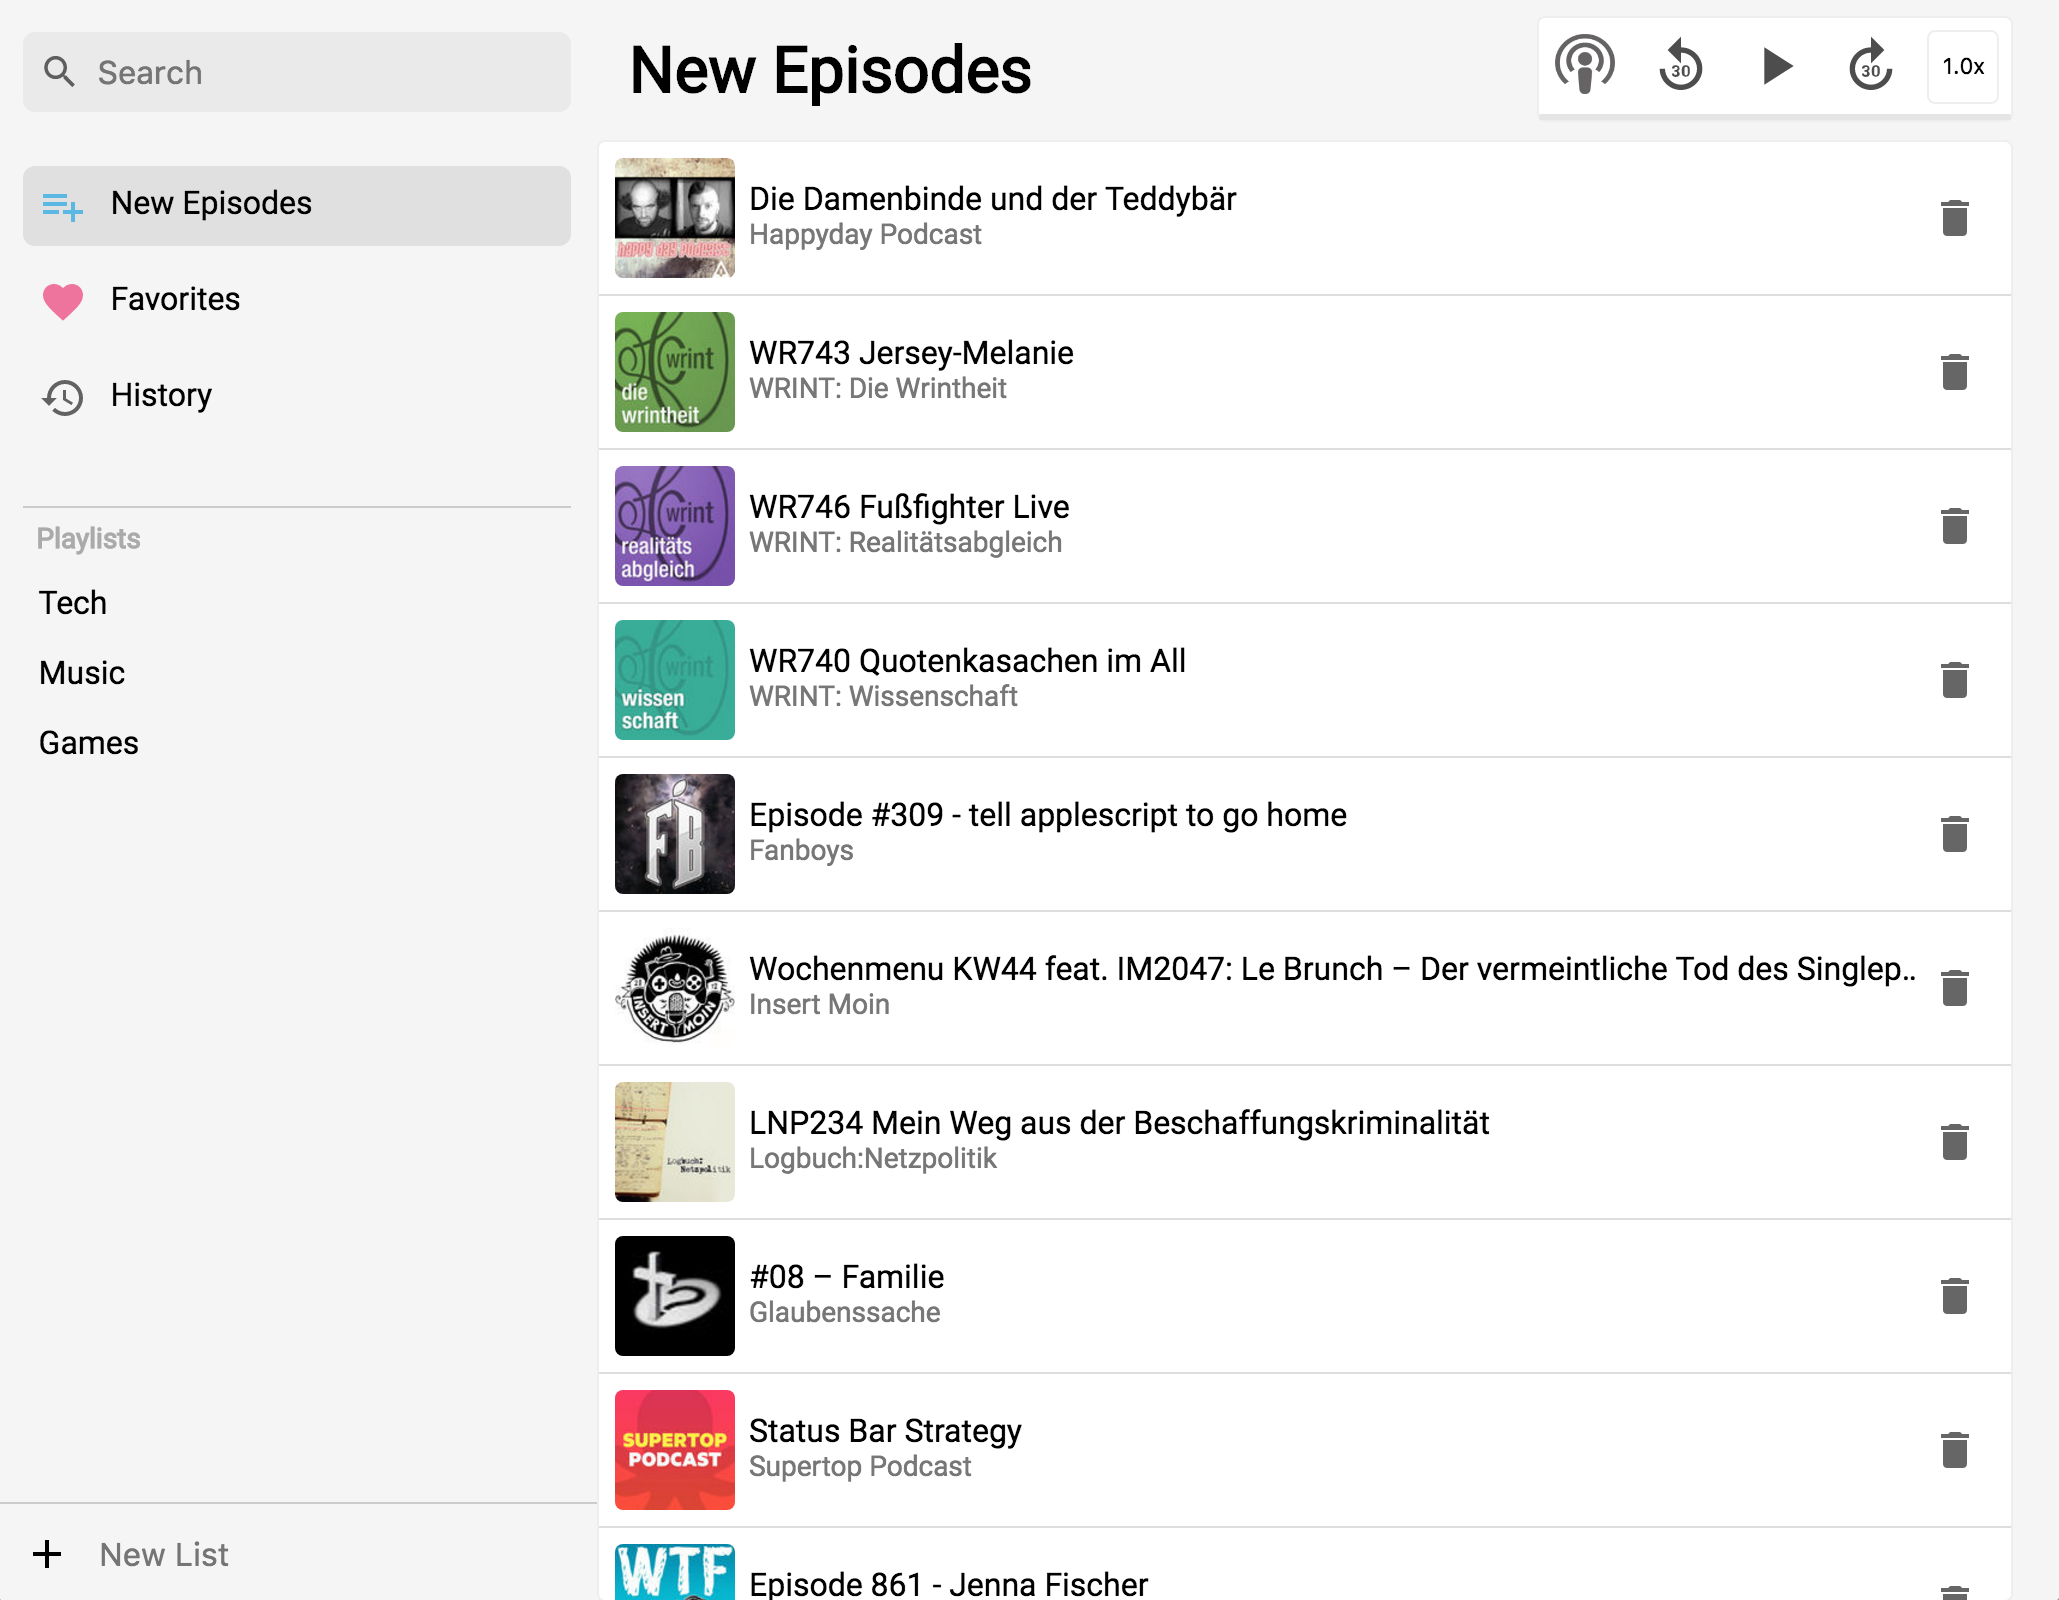 Search
New Episodes
Favorites
History
Playlists
Tech
Music
Games
New List
New Episodes
30
30
1.0x
HAPPY DAY PODCAST
Die Damenbinde und der Teddybär
Happyday Podcast
wrint
die
wrintheit
WR743 Jersey-Melanie
WRINT: Die Wrintheit
wrint
realitäts
abgleich
WR746 Fußfighter Live
WRINT: Realitätsabgleich
wrint
wissen
schaft
WR740 Quotenkasachen im All
WRINT: Wissenschaft
FB
Episode #309 - tell applescript to go home
Fanboys
INSERT MOIN
Wochenmenu KW44 feat. IM2047: Le Brunch – Der vermeintliche Tod des Singlep..
Insert Moin
Logbuch:
Netzpolitik
LNP234 Mein Weg aus der Beschaffungskriminalität
Logbuch:Netzpolitik
#08 – Familie
Glaubenssache
SUPERTOP
PODCAST
Status Bar Strategy
Supertop Podcast
WTF
Episode 861 - Jenna Fischer